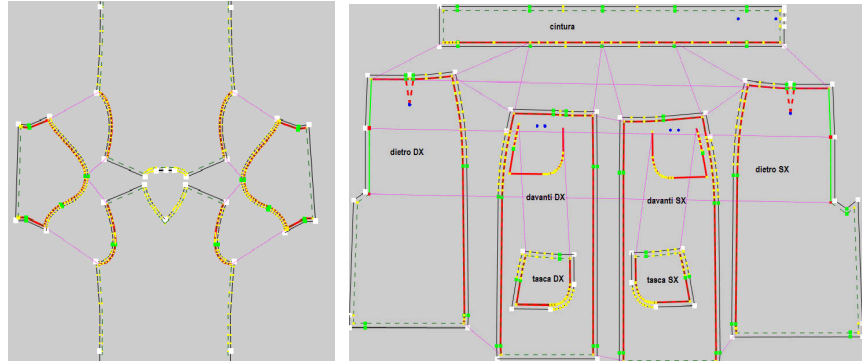 cintura
dietro DX
dietro SX
davanti DX
davanti SX
tasca DX
tasca SX